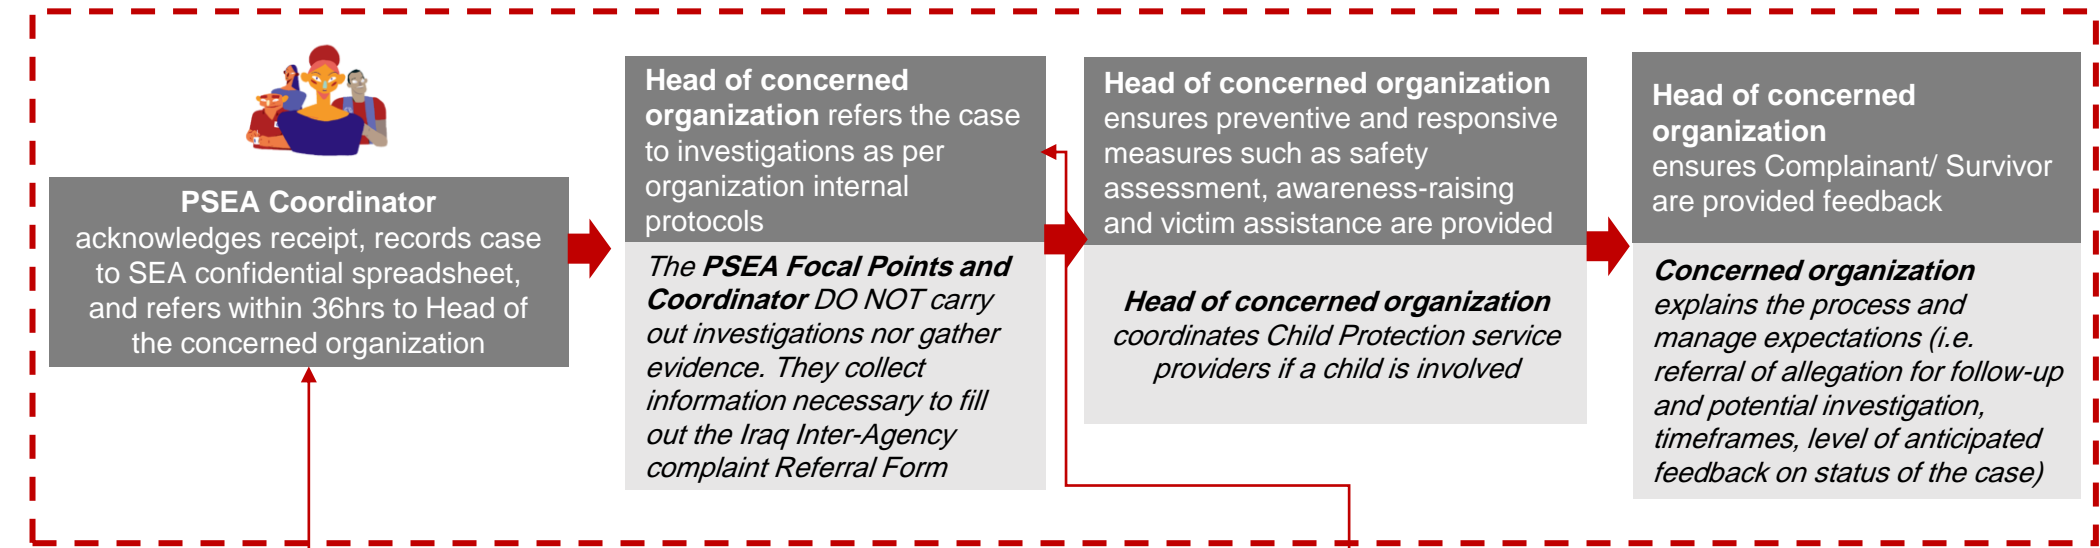 PSEA Coordinator
acknowledges receipt, records case
to SEA confidential spreadsheet,
and refers within 36hrs to Head of
the concerned organization
Head of concerned
organization refers the case
to investigations as per
organization internal
protocols
The PSEA Focal Points and
Coordinator DO NOT carry
out investigations nor gather
evidence. They collect
information necessary to fill
out the Iraq Inter-Agency
complaint Referral Form
Head of concerned organization
ensures preventive and responsive
measures such as safety
assessment, awareness-raising
and victim assistance are provided
Head of concerned organization
coordinates Child Protection service
providers if a child is involved
Head of concerned
organization
ensures Complainant/ Survivor
are provided feedback
Concerned organization
explains the process and
manage expectations (i.e.
referral of allegation for follow-up
and potential investigation,
timeframes, level of anticipated
feedback on status of the case)